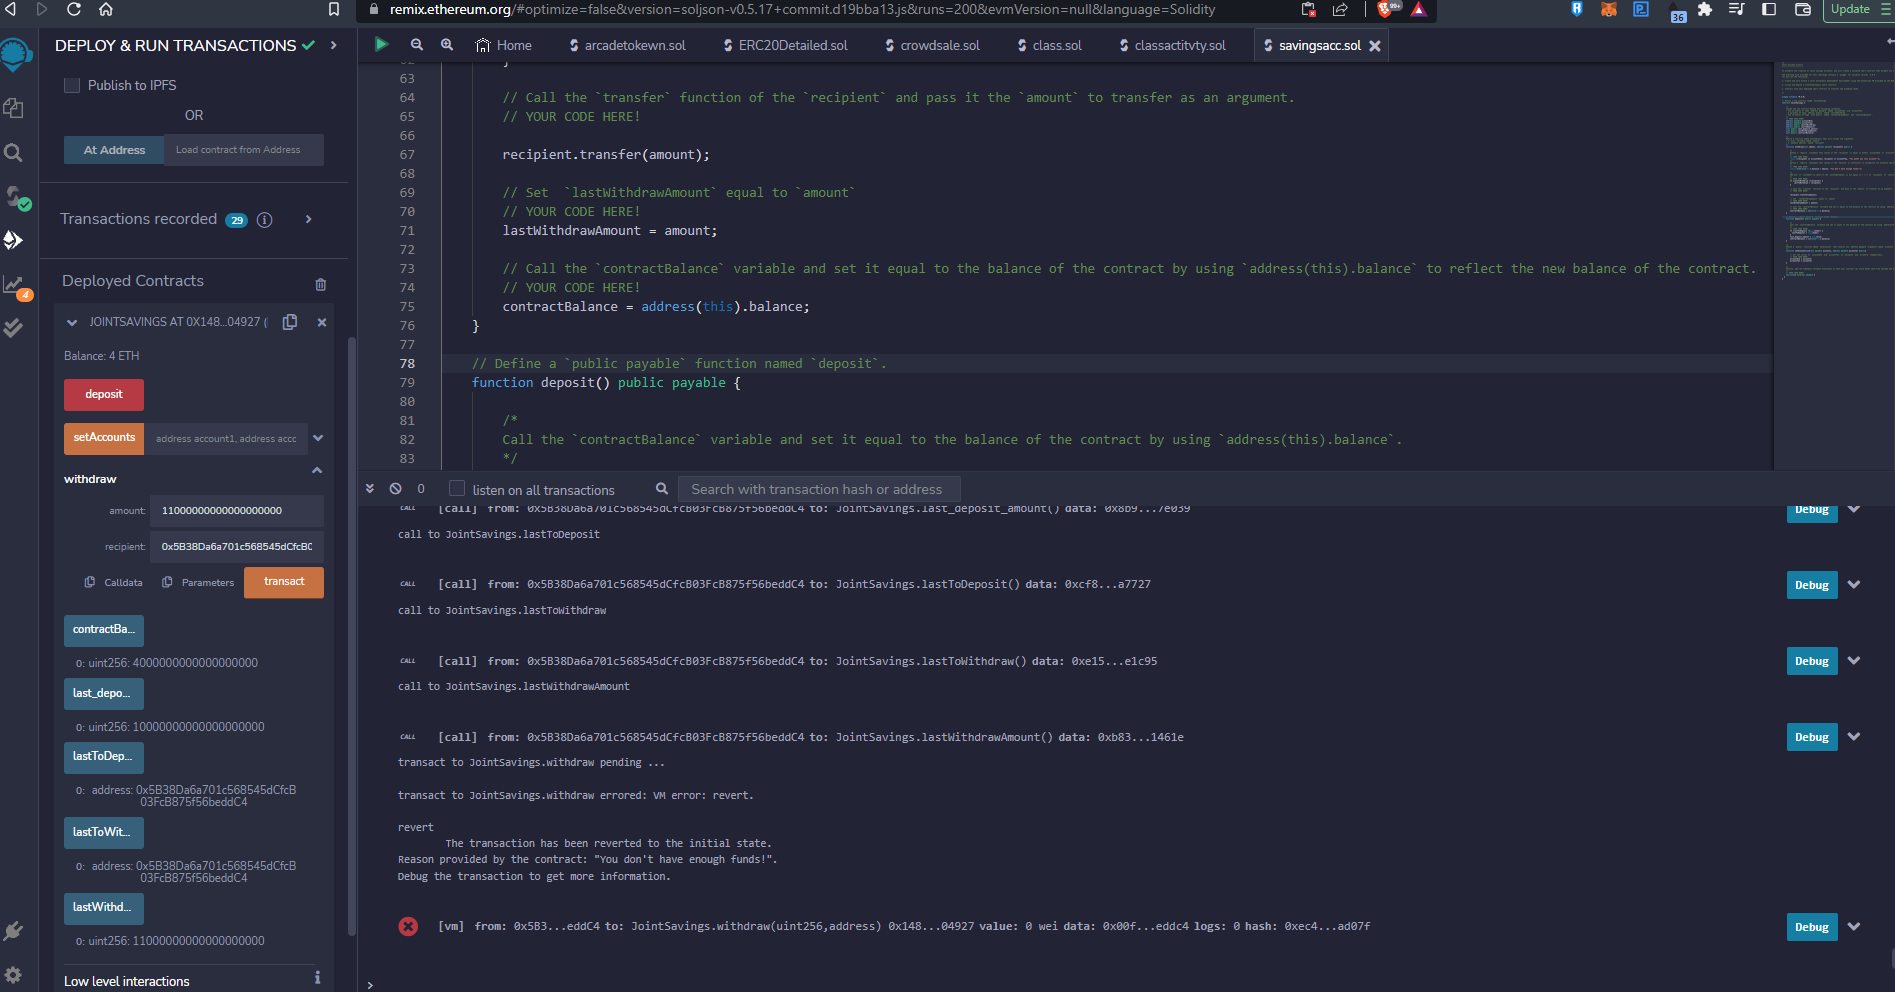 remix.ethereum.org/#optimize=false&version=soljson-v0.5.17+commit.d19bba13.js&runs=200&evmVersion=null&language=Solidity
99+
36
Update
DEPLOY & RUN TRANSACTIONS
Publish to IPFS
OR
At Address
Load contract from Address
Transactions recorded 29 i
Deployed Contracts
4
JOINTSAVINGS AT 0X148...04927 (
Balance: 4 ETH
deposit
setAccounts
address account1, address accc
withdraw
amount: 11000000000000000000
recipient: 0x5B38Da6a701c568545dCfcB0
Calldata
Parameters
transact
contractBa...
0: uint256: 4000000000000000000
last_depo...
0: uint256: 10000000000000000000
lastToDep...
0: address: 0x5B38Da6a701c568545dCfcB
03FcB875f56beddC4
lastToWit...
0: address: 0x5B38Da6a701c568545dCfcB
03FcB875f56beddC4
lastWithd...
0: uint256: 11000000000000000000
Low level interactions
i
Home
arcadetokewn.sol
ERC20Detailed.sol
crowdsale.sol
class.sol
classactitvty.sol
savingsacc.sol
63
64 // Call the `transfer` function of the `recipient` and pass it the `amount` to transfer as an argument.
65 // YOUR CODE HERE!
66
67 recipient.transfer(amount);
68
69 // Set  `lastWithdrawAmount` equal to `amount`
70 // YOUR CODE HERE!
71 lastWithdrawAmount = amount;
72
73 // Call the `contractBalance` variable and set it equal to the balance of the contract by using `address(this).balance` to reflect the new balance of the contract.
74 // YOUR CODE HERE!
75 contractBalance = address(this).balance;
76 }
77
78 // Define a `public payable` function named `deposit`.
79 function deposit() public payable {
80
81 /*
82 Call the `contractBalance` variable and set it equal to the balance of the contract by using `address(this).balance`.
83 */
0
listen on all transactions
Search with transaction hash or address
CALL [call] from: 0x5B38Da6a701c568545dCfcB03FcB875f56beddC4 to: JointSavings.last_deposit_amount() data: 0x8b9...7e039
Debug
call to JointSavings.lastToDeposit
CALL [call] from: 0x5B38Da6a701c568545dCfcB03FcB875f56beddC4 to: JointSavings.lastToDeposit() data: 0xcf8...a7727
Debug
call to JointSavings.lastToWithdraw
CALL [call] from: 0x5B38Da6a701c568545dCfcB03FcB875f56beddC4 to: JointSavings.lastToWithdraw() data: 0xe15...e1c95
Debug
call to JointSavings.lastWithdrawAmount
CALL [call] from: 0x5B38Da6a701c568545dCfcB03FcB875f56beddC4 to: JointSavings.lastWithdrawAmount() data: 0xb83...1461e
Debug
transact to JointSavings.withdraw pending ...
transact to JointSavings.withdraw errored: VM error: revert.
revert
The transaction has been reverted to the initial state.
Reason provided by the contract: "You don't have enough funds!".
Debug the transaction to get more information.
[vm] from: 0x5B3...eddC4 to: JointSavings.withdraw(uint256,address) 0x148...04927 value: 0 wei data: 0x00f...eddc4 logs: 0 hash: 0xec4...ad07f
Debug
>